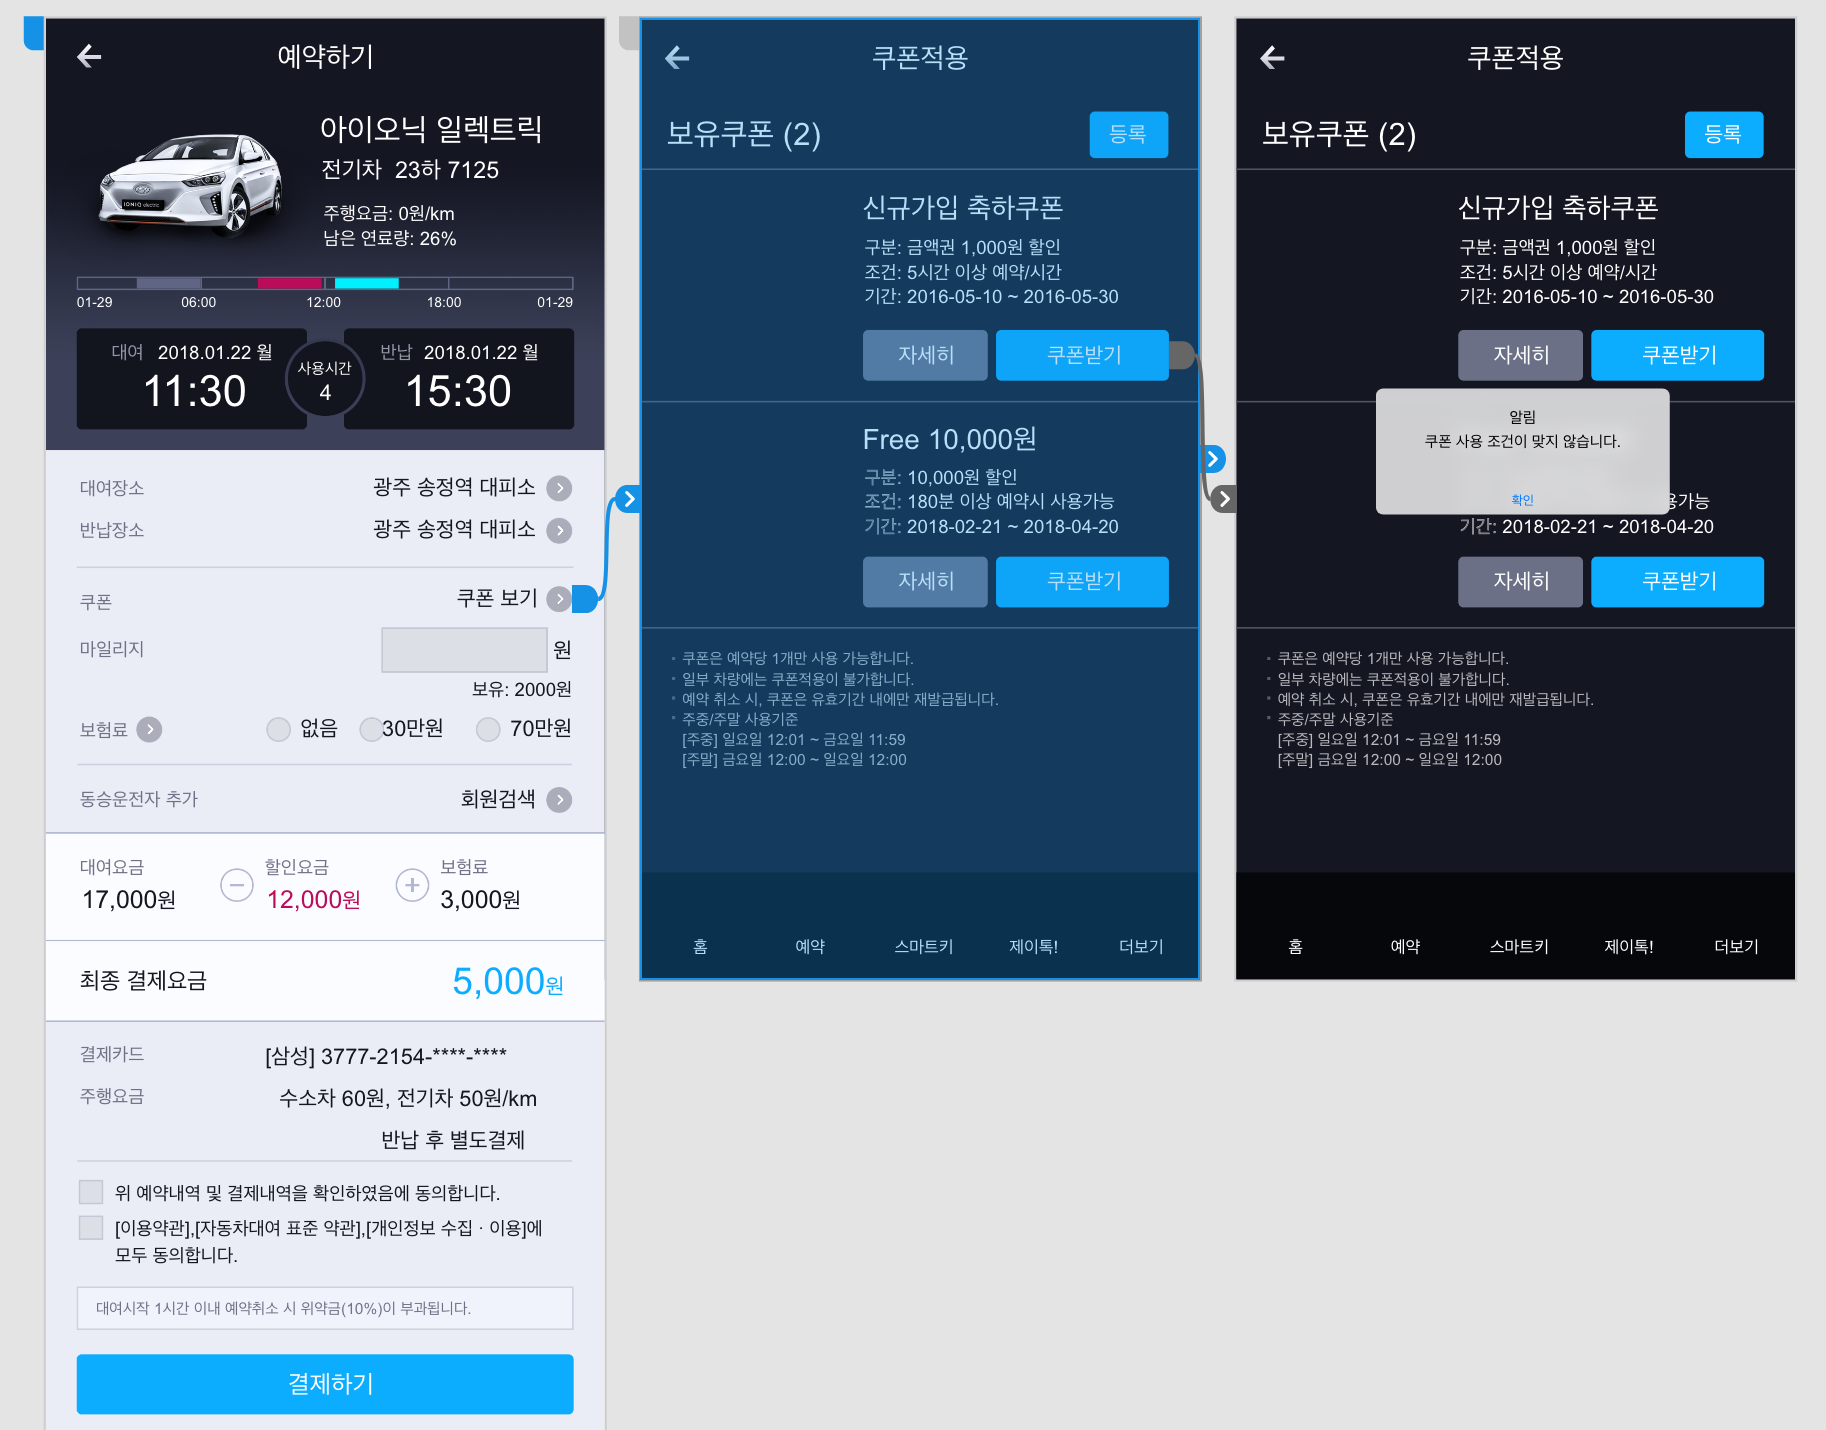 예약하기
아이오닉 일렉트릭
전기차 23하 7125
주행요금: 0원/km
남은 연료량: 26%
IONIQ electric
01-29 06:00 12:00 18:00 01-29
대여 2018.01.22 월
11:30
사용시간
4
반납 2018.01.22 월
15:30
대여장소 광주 송정역 대피소
반납장소 광주 송정역 대피소
쿠폰 쿠폰 보기
마일리지 원
보유: 2000원
보험료 없음 30만원 70만원
동승운전자 추가 회원검색
대여요금 할인요금 보험료
17,000원 12,000원 3,000원
최종 결제요금 5,000원
결제카드 [삼성] 3777-2154-****-****
주행요금 수소차 60원, 전기차 50원/km
반납 후 별도결제
위 예약내역 및 결제내역을 확인하였음에 동의합니다.
[이용약관],[자동차대여 표준 약관],[개인정보 수집 · 이용]에
모두 동의합니다.
대여시작 1시간 이내 예약취소 시 위약금(10%)이 부과됩니다.
결제하기
쿠폰적용
보유쿠폰 (2) 등록
신규가입 축하쿠폰
구분: 금액권 1,000원 할인
조건: 5시간 이상 예약/시간
기간: 2016-05-10 ~ 2016-05-30
자세히 쿠폰받기
Free 10,000원
구분: 10,000원 할인
조건: 180분 이상 예약시 사용가능
기간: 2018-02-21 ~ 2018-04-20
자세히 쿠폰받기
· 쿠폰은 예약당 1개만 사용 가능합니다.
· 일부 차량에는 쿠폰적용이 불가합니다.
· 예약 취소 시, 쿠폰은 유효기간 내에만 재발급됩니다.
· 주중/주말 사용기준
[주중] 일요일 12:01 ~ 금요일 11:59
[주말] 금요일 12:00 ~ 일요일 12:00
홈 예약 스마트키 제이톡! 더보기
쿠폰적용
보유쿠폰 (2) 등록
신규가입 축하쿠폰
구분: 금액권 1,000원 할인
조건: 5시간 이상 예약/시간
기간: 2016-05-10 ~ 2016-05-30
자세히 쿠폰받기
알림
쿠폰 사용 조건이 맞지 않습니다.
확인
용가능
기간: 2018-02-21 ~ 2018-04-20
자세히 쿠폰받기
· 쿠폰은 예약당 1개만 사용 가능합니다.
· 일부 차량에는 쿠폰적용이 불가합니다.
· 예약 취소 시, 쿠폰은 유효기간 내에만 재발급됩니다.
· 주중/주말 사용기준
[주중] 일요일 12:01 ~ 금요일 11:59
[주말] 금요일 12:00 ~ 일요일 12:00
홈 예약 스마트키 제이톡! 더보기